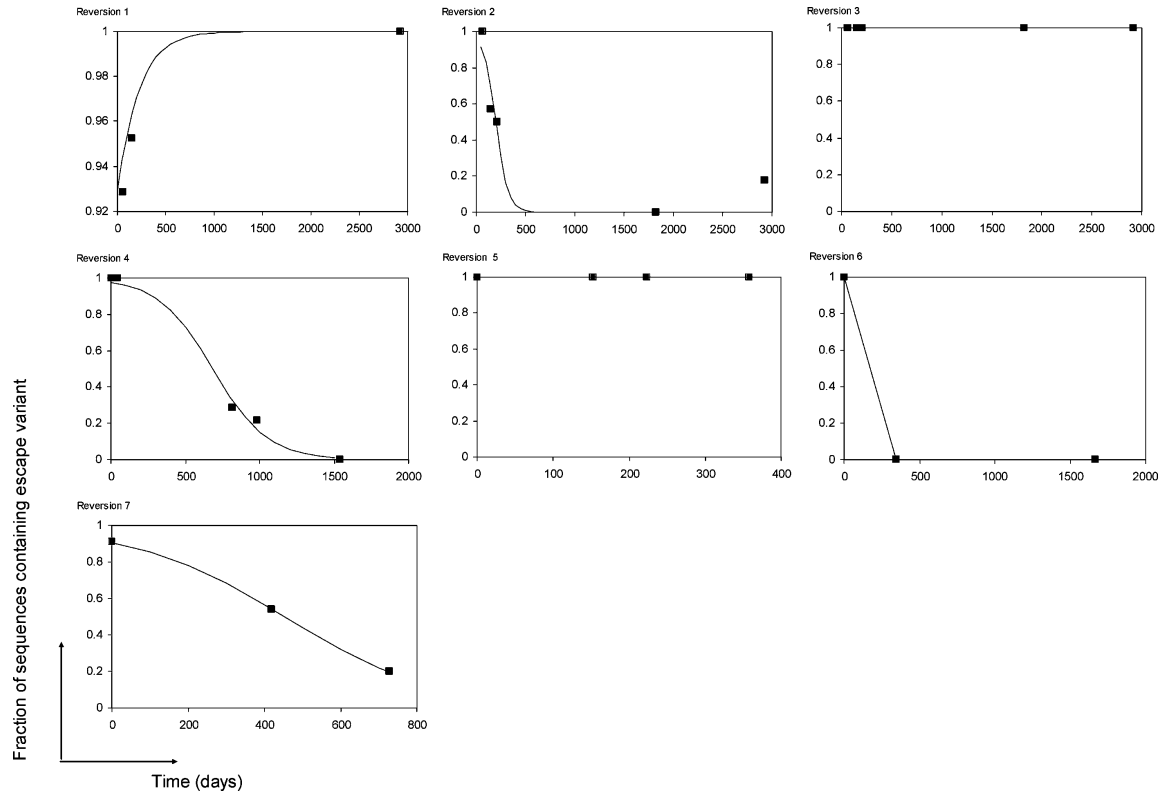 Reversion 1
1
0.98
0.96
0.94
0.92
0 500 1000 1500 2000 2500 3000
Reversion 2
1
0.8
0.6
0.4
0.2
0
0 500 1000 1500 2000 2500 3000
Reversion 3
1
0.8
0.6
0.4
0.2
0
0 500 1000 1500 2000 2500 3000
Reversion 4
1
0.8
0.6
0.4
0.2
0
0 500 1000 1500 2000
Reversion 5
1
0.8
0.6
0.4
0.2
0
0 100 200 300 400
Reversion 6
1
0.8
0.6
0.4
0.2
0
0 500 1000 1500 2000
Reversion 7
1
0.8
0.6
0.4
0.2
0
0 200 400 600 800
Fraction of sequences containing escape variant
Time (days)